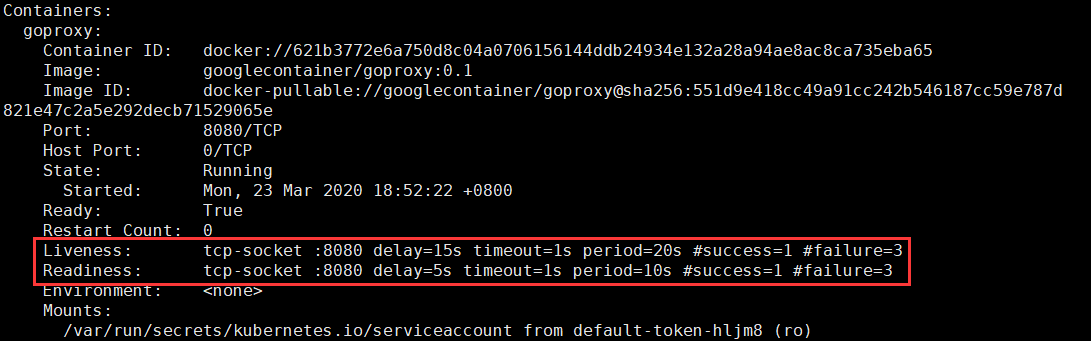 Containers:
  goproxy:
    Container ID:   docker://621b3772e6a750d8c04a0706156144ddb24934e132a28a94ae8ac8ca735eba65
    Image:          googlecontainer/goproxy:0.1
    Image ID:       docker-pullable://googlecontainer/goproxy@sha256:551d9e418cc49a91cc242b546187cc59e787d
821e47c2a5e292decb71529065e
    Port:           8080/TCP
    Host Port:      0/TCP
    State:          Running
      Started:      Mon, 23 Mar 2020 18:52:22 +0800
    Ready:          True
    Restart Count:  0
    Liveness:       tcp-socket :8080 delay=15s timeout=1s period=20s #success=1 #failure=3
    Readiness:      tcp-socket :8080 delay=5s timeout=1s period=10s #success=1 #failure=3
    Environment:    <none>
    Mounts:
      /var/run/secrets/kubernetes.io/serviceaccount from default-token-hljm8 (ro)